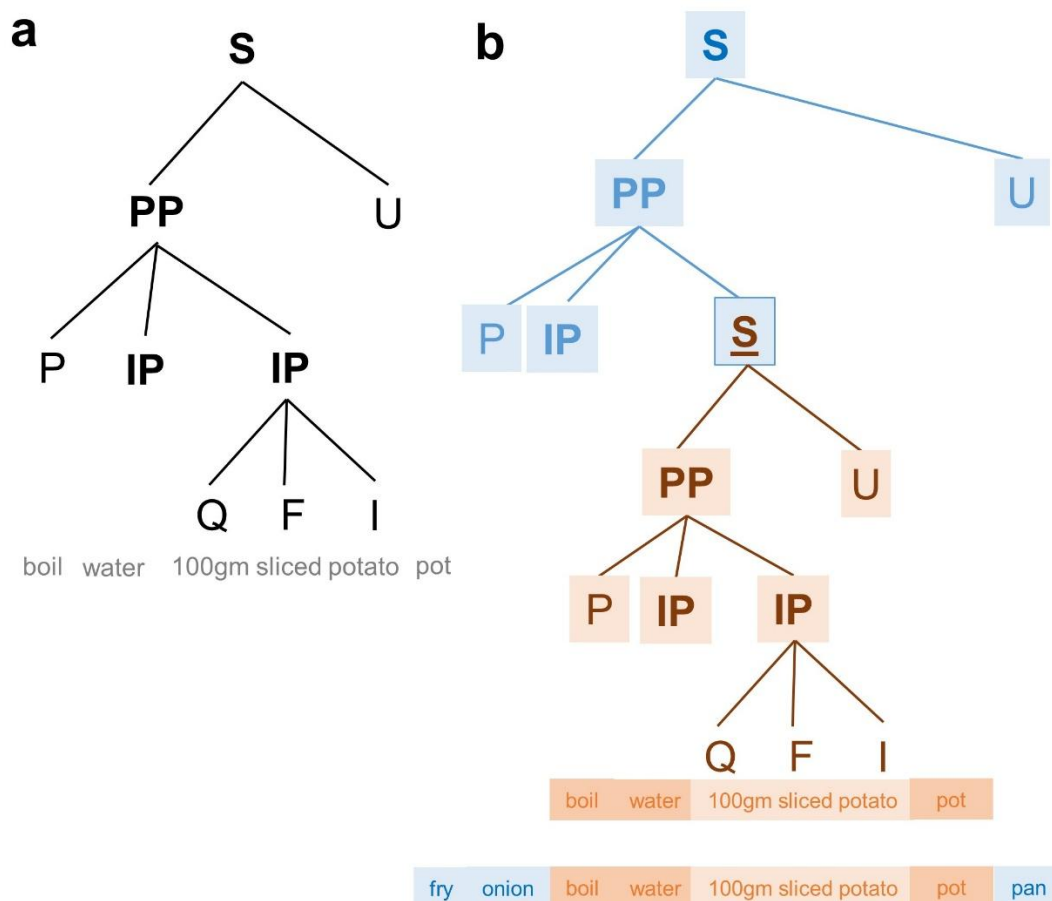 a
S
PP U
P IP IP
Q F I
boil water 100gm sliced potato pot
b
S
PP U
P IP S
PP U
P IP IP
Q F I
boil water 100gm sliced potato pot
fry onion boil water 100gm sliced potato pot pan